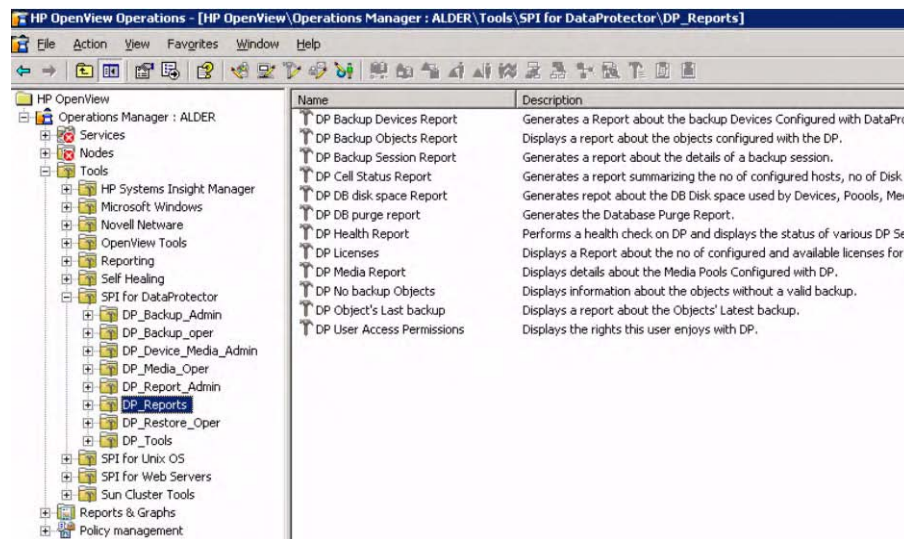 HP OpenView Operations - [HP OpenView\Operations Manager : ALDER\Tools\SPI for DataProtector\DP_Reports]
File Action View Favorites Window Help
HP OpenView
Operations Manager : ALDER
Services
Nodes
Tools
HP Systems Insight Manager
Microsoft Windows
Novell Netware
OpenView Tools
Reporting
Self Healing
SPI for DataProtector
DP_Backup_Admin
DP_Backup_oper
DP_Device_Media_Admin
DP_Media_Oper
DP_Report_Admin
DP_Reports
DP_Restore_Oper
DP_Tools
SPI for Unix OS
SPI for Web Servers
Sun Cluster Tools
Reports & Graphs
Policy management
Name Description
DP Backup Devices Report Generates a Report about the backup Devices Configured with DataPro
DP Backup Objects Report Displays a report about the objects configured with the DP.
DP Backup Session Report Generates a report about the details of a backup session.
DP Cell Status Report Generates a report summarizing the no of configured hosts, no of Disk
DP DB disk space Report Generates repot about the DB Disk space used by Devices, Poools, Me
DP DB purge report Generates the Database Purge Report.
DP Health Report Performs a health check on DP and displays the status of various DP Se
DP Licenses Displays a Report about the no of configured and available licenses for
DP Media Report Displays details about the Media Pools Configured with DP.
DP No backup Objects Displays information about the objects without a valid backup.
DP Object's Last backup Displays a report about the Objects' Latest backup.
DP User Access Permissions Displays the rights this user enjoys with DP.